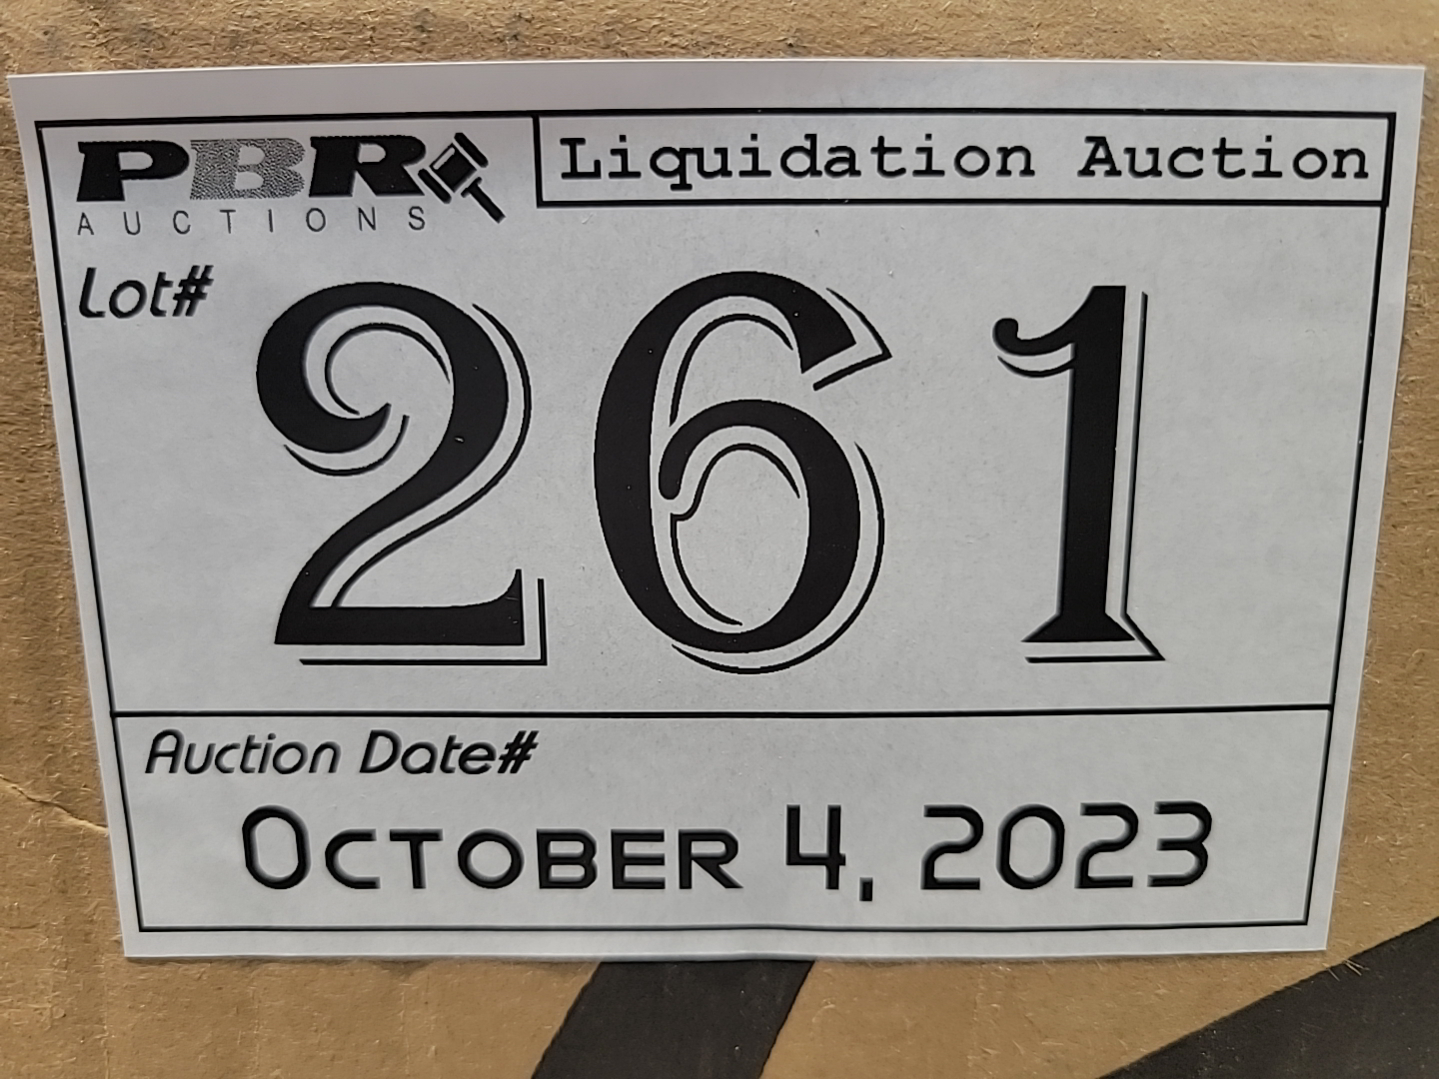 PBR
AUCTIONS
Liquidation Auction
Lot#
261
Auction Date#
October 4, 2023